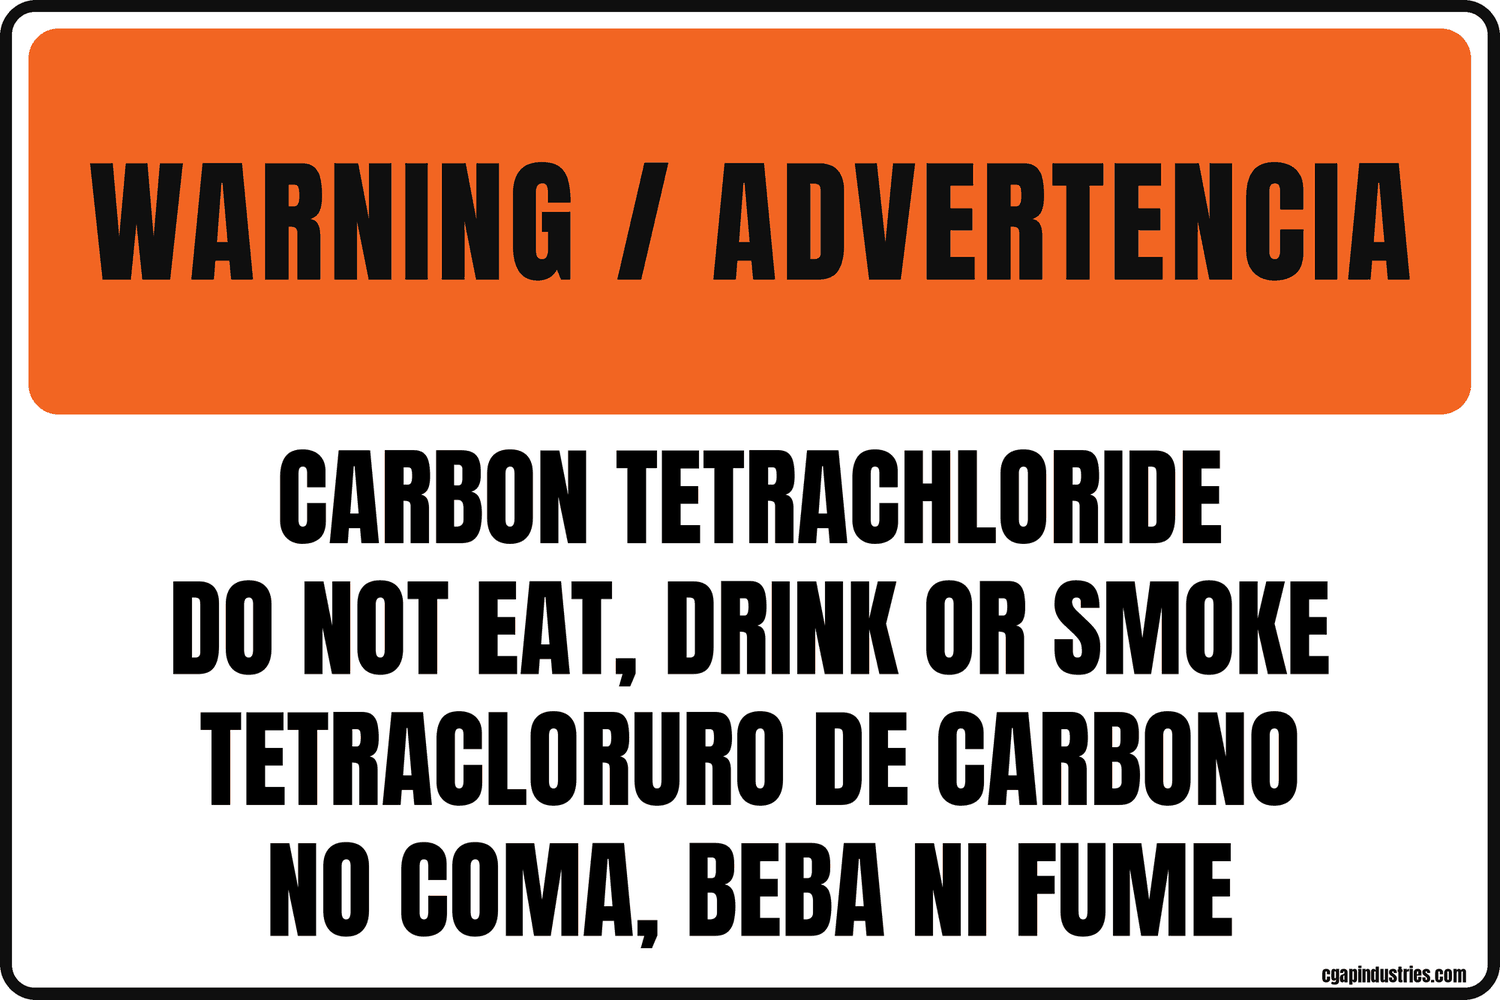 WARNING / ADVERTENCIA
CARBON TETRACHLORIDE
DO NOT EAT, DRINK OR SMOKE
TETRACLORURO DE CARBONO
NO COMA, BEBA NI FUME
cgapindustries.com